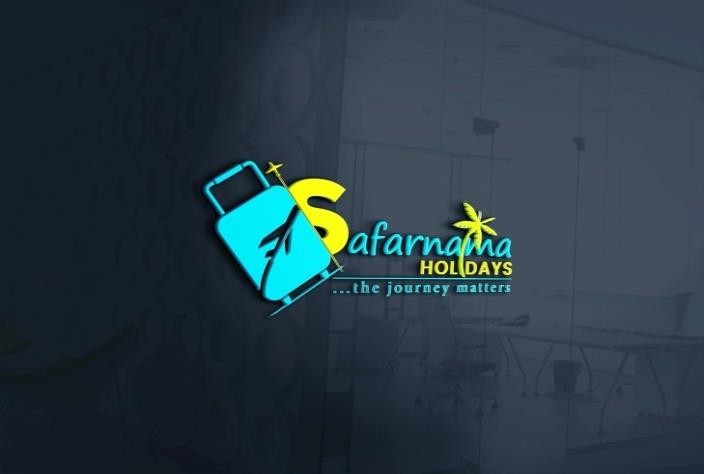 Safarnama
HOLIDAYS
...the journey matters